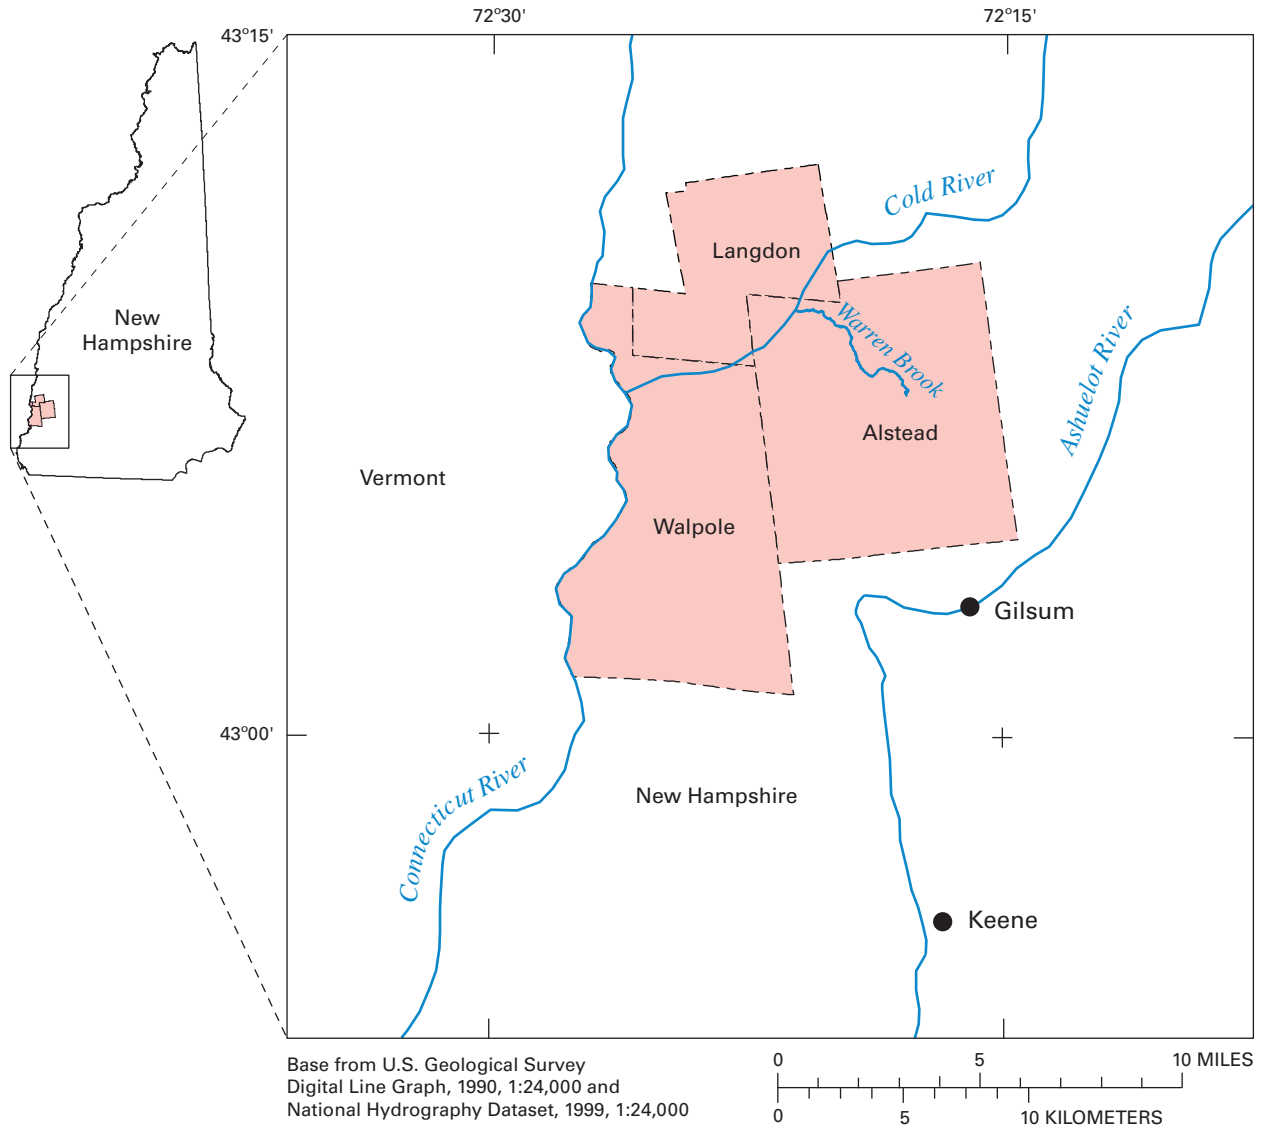 72°30'
72°15'
43°15'
Cold River
Langdon
New
Hampshire
Warren Brook
Ashuelot River
Alstead
Vermont
Walpole
Gilsum
43°00'
Connecticut River
New Hampshire
Keene
Base from U.S. Geological Survey
Digital Line Graph, 1990, 1:24,000 and
National Hydrography Dataset, 1999, 1:24,000
0 5 10 MILES
0 5 10 KILOMETERS